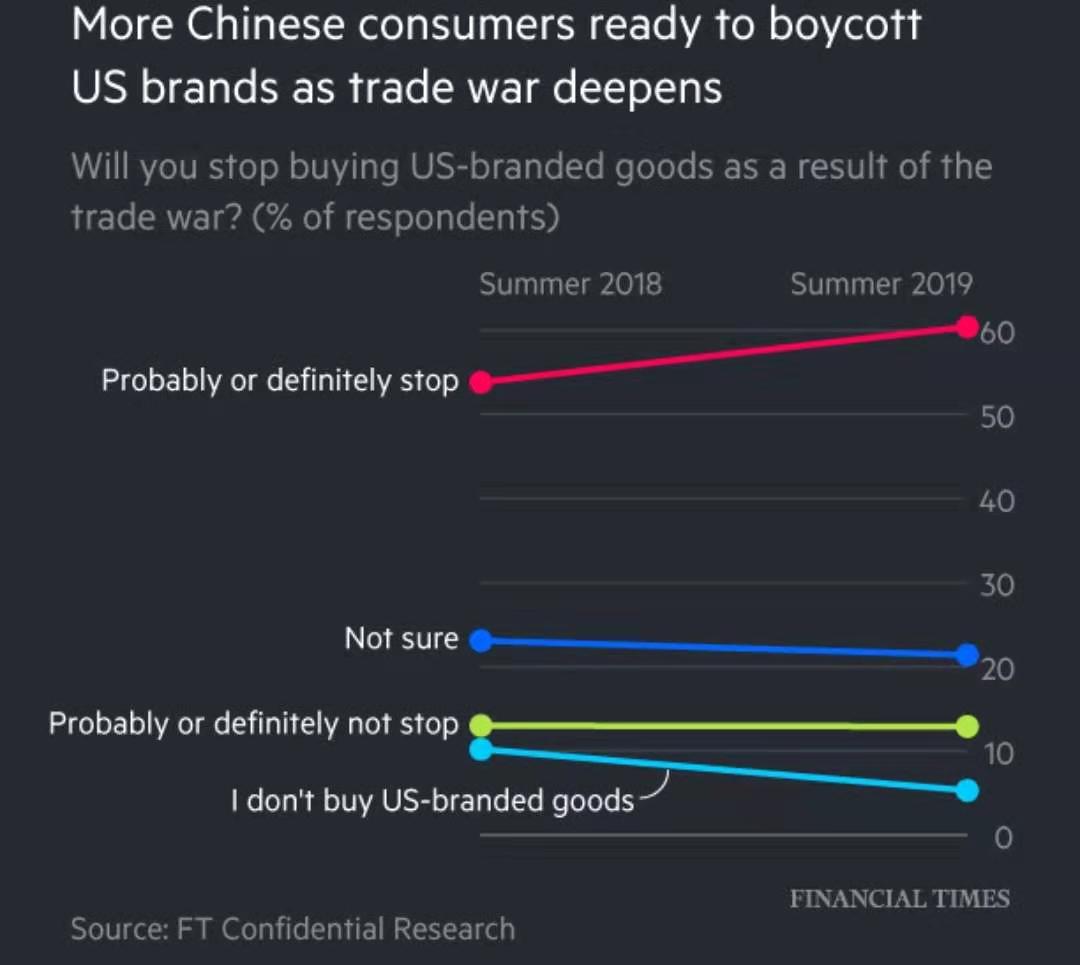 More Chinese consumers ready to boycott
US brands as trade war deepens
Will you stop buying US-branded goods as a result of the
trade war? (% of respondents)
Summer 2018 Summer 2019
60
Probably or definitely stop
50
40
30
Not sure
20
Probably or definitely not stop
10
I don't buy US-branded goods
0
FINANCIAL TIMES
Source: FT Confidential Research